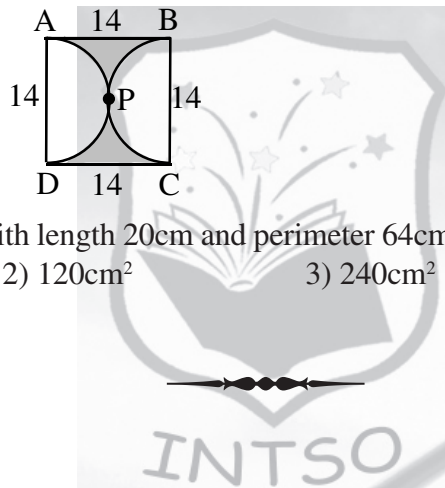 A 14 B
14 P 14
D 14 C
ith length 20cm and perimeter 64cm
2) 120cm² 3) 240cm²
INTSO